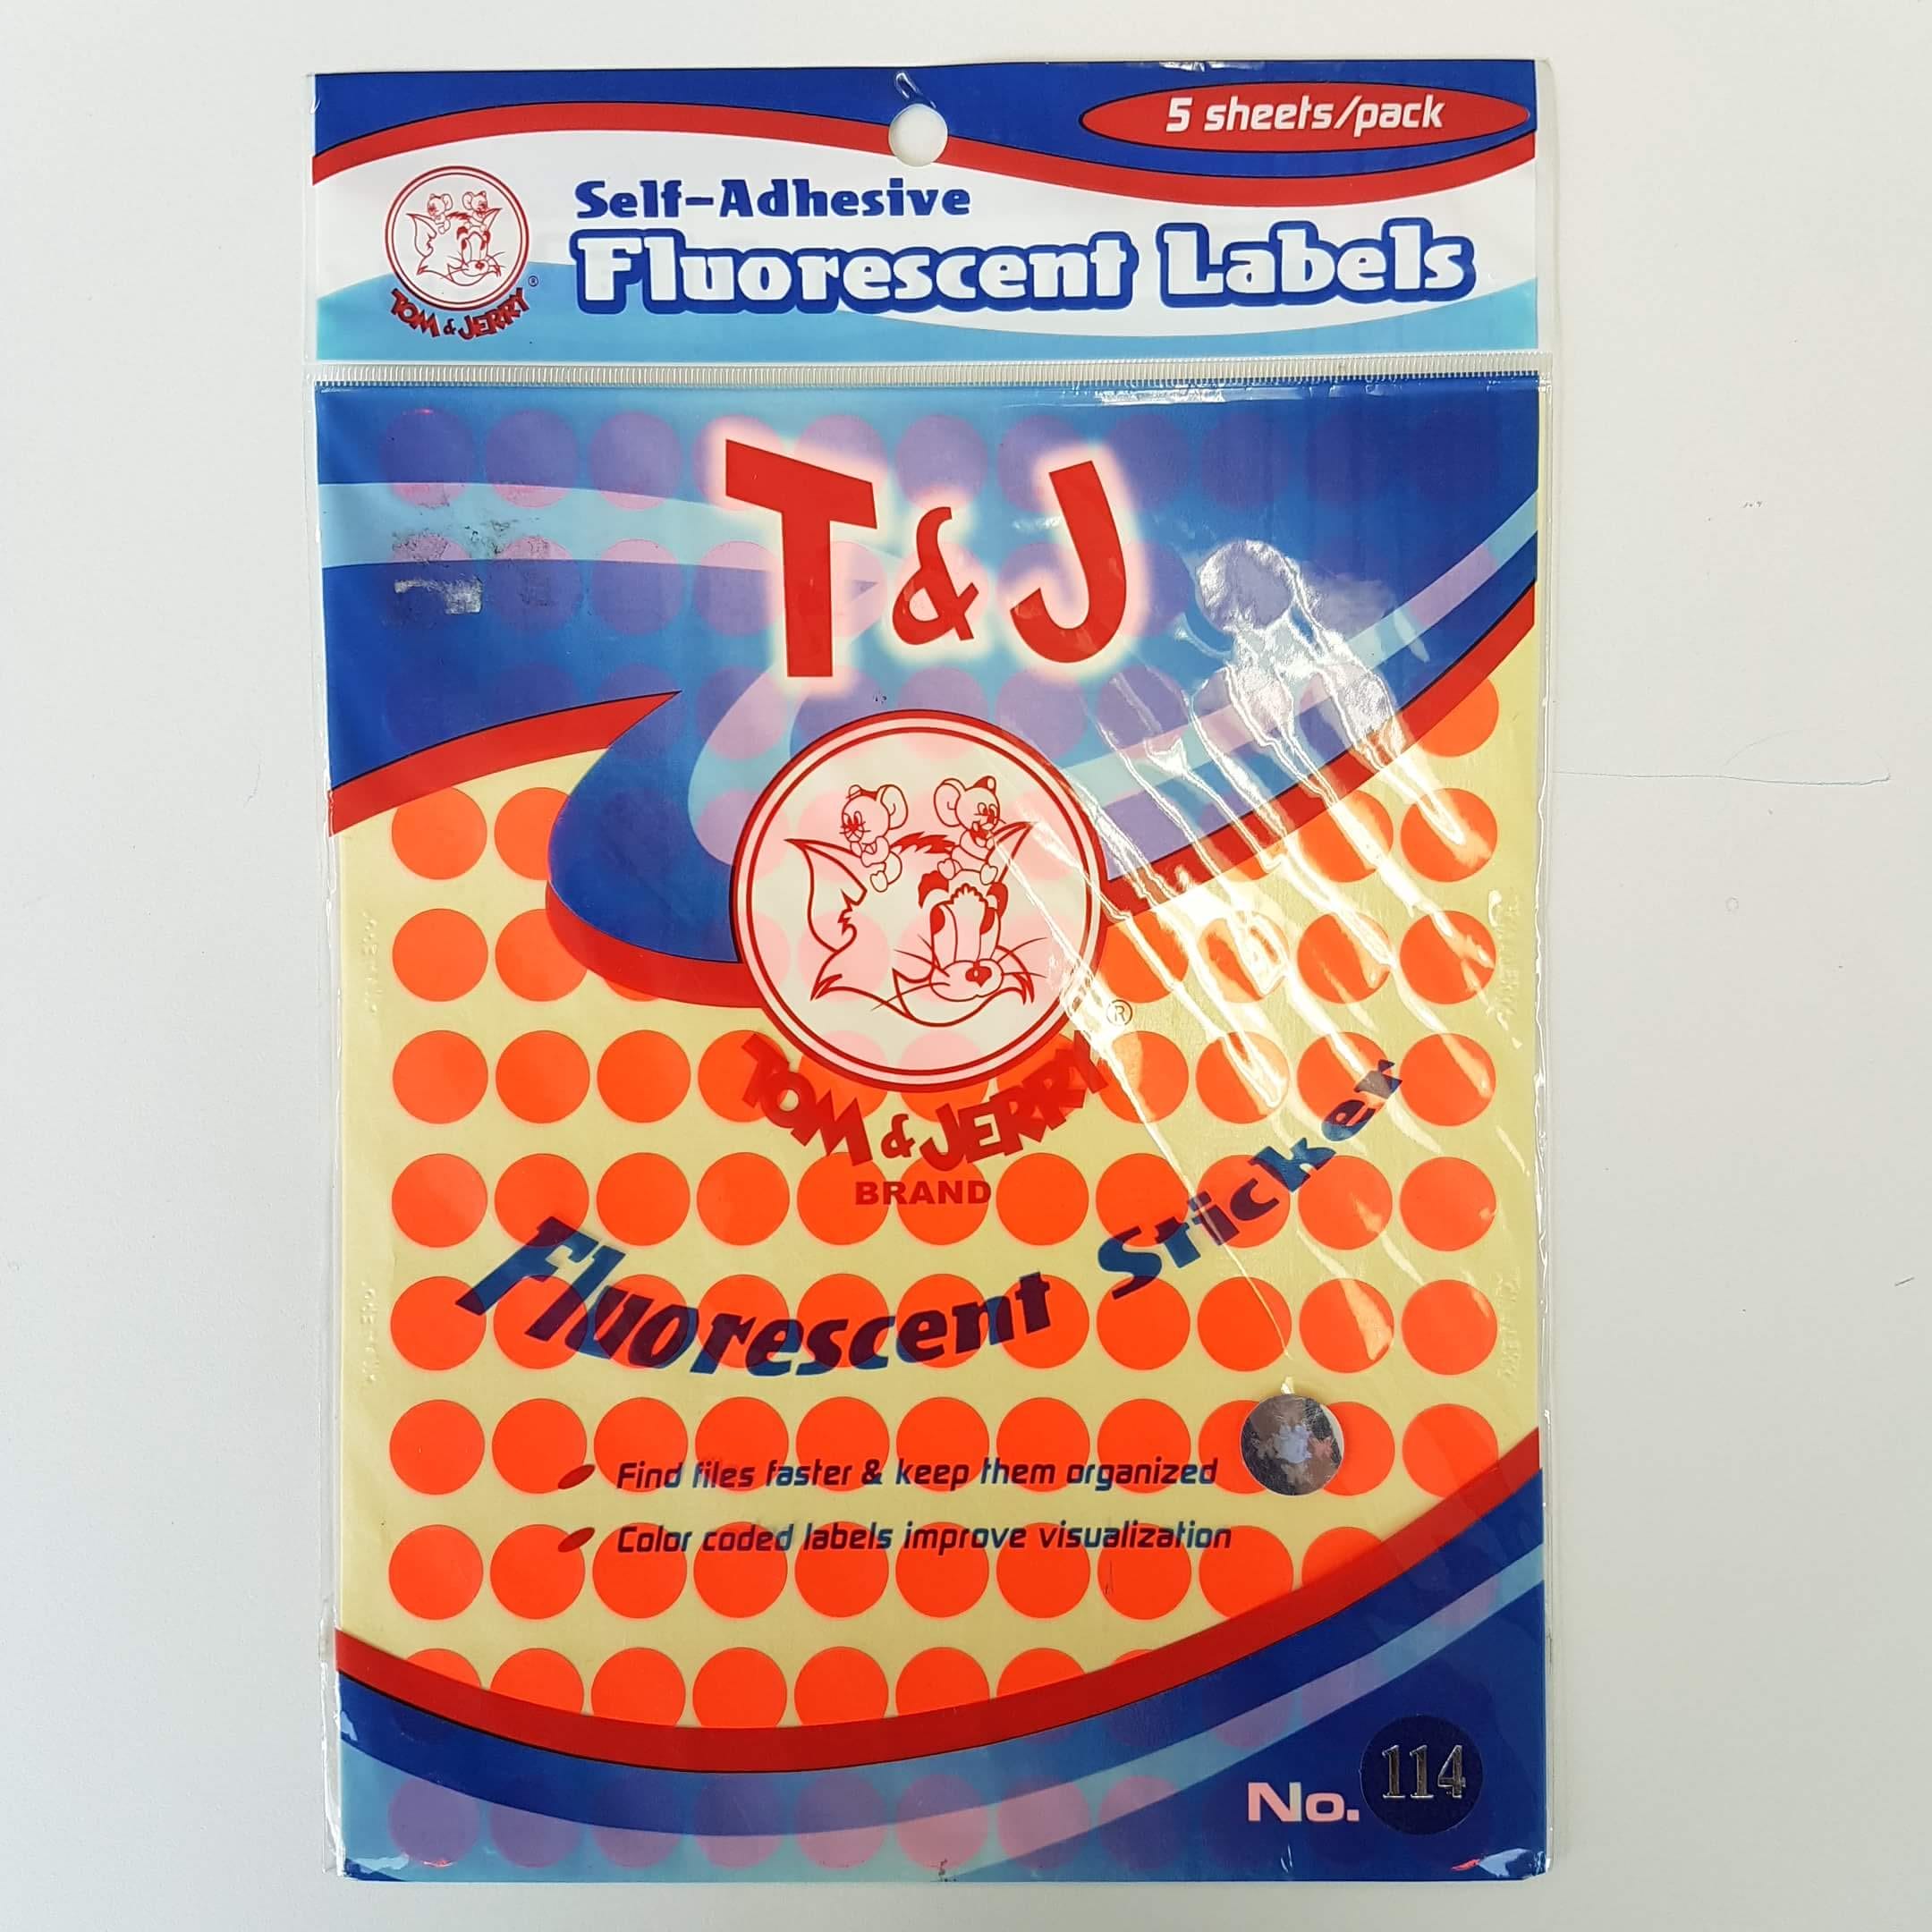 5 sheets/pack
Self-Adhesive
Fluorescent Labels
TOM & JERRY ®
T & J
®
TOM & JERRY
BRAND
Fluorescent Sticker
Find files faster & keep them organized
Color coded labels improve visualization
No. 114